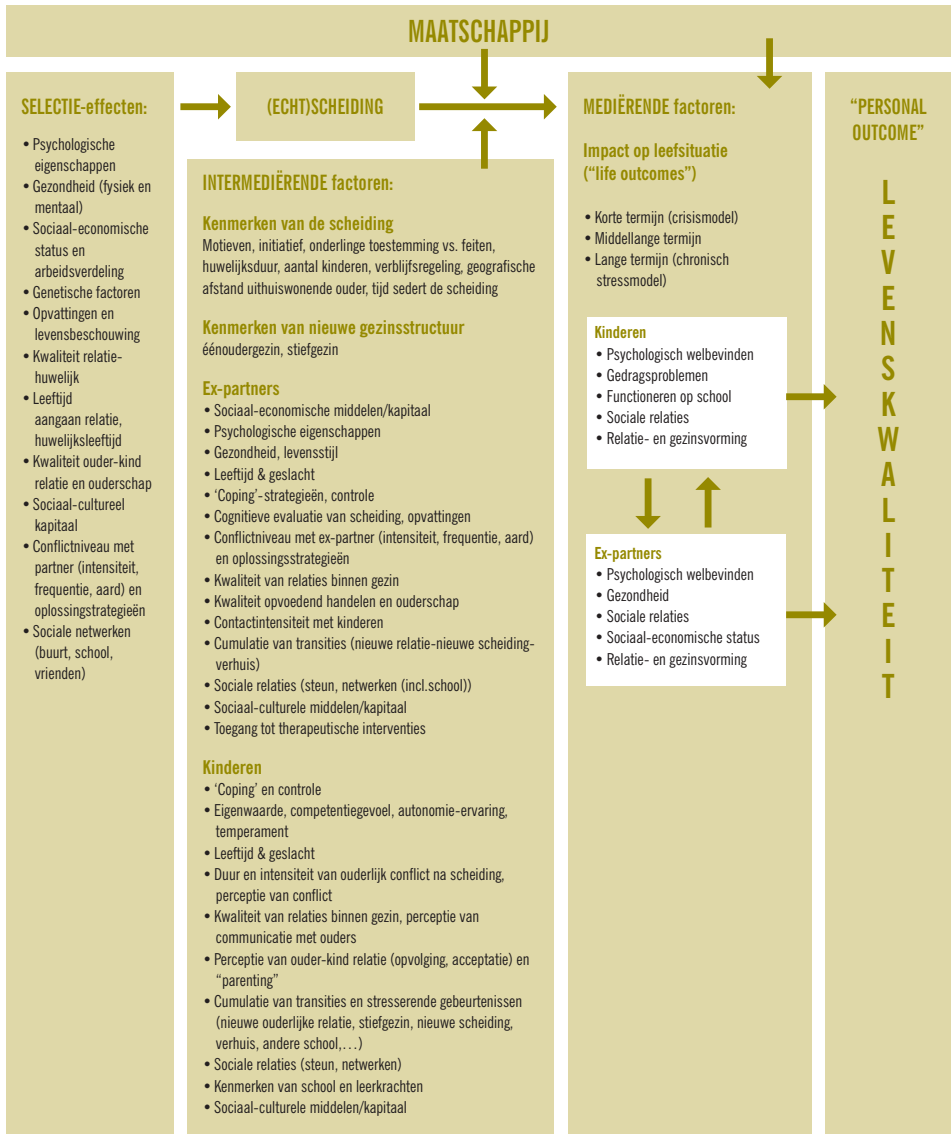 MAATSCHAPPIJ
SELECTIE-effecten:
• Psychologische
eigenschappen
• Gezondheid (fysiek en
mentaal)
• Sociaal-economische
status en
arbeidsverdeling
• Genetische factoren
• Opvattingen en
levensbeschouwing
• Kwaliteit relatie-
huwelijk
• Leeftijd
aangaan relatie,
huwelijksleeftijd
• Kwaliteit ouder-kind
relatie en ouderschap
• Sociaal-cultureel
kapitaal
• Conflictniveau met
partner (intensiteit,
frequentie, aard) en
oplossingstrategieën
• Sociale netwerken
(buurt, school,
vrienden)
(ECHT)SCHEIDING
INTERMEDIËRENDE factoren:
Kenmerken van de scheiding
Motieven, initiatief, onderlinge toestemming vs. feiten,
huwelijksduur, aantal kinderen, verblijfsregeling, geografische
afstand uithuiswonende ouder, tijd sedert de scheiding
Kenmerken van nieuwe gezinsstructuur
éénoudergezin, stiefgezin
Ex-partners
• Sociaal-economische middelen/kapitaal
• Psychologische eigenschappen
• Gezondheid, levensstijl
• Leeftijd & geslacht
• ‘Coping’-strategieën, controle
• Cognitieve evaluatie van scheiding, opvattingen
• Conflictniveau met ex-partner (intensiteit, frequentie, aard)
en oplossingsstrategieën
• Kwaliteit van relaties binnen gezin
• Kwaliteit opvoedend handelen en ouderschap
• Contactintensiteit met kinderen
• Cumulatie van transities (nieuwe relatie-nieuwe scheiding-
verhuis)
• Sociale relaties (steun, netwerken (incl.school))
• Sociaal-culturele middelen/kapitaal
• Toegang tot therapeutische interventies
Kinderen
• ‘Coping’ en controle
• Eigenwaarde, competentiegevoel, autonomie-ervaring,
temperament
• Leeftijd & geslacht
• Duur en intensiteit van ouderlijk conflict na scheiding,
perceptie van conflict
• Kwaliteit van relaties binnen gezin, perceptie van
communicatie met ouders
• Perceptie van ouder-kind relatie (opvolging, acceptatie) en
“parenting”
• Cumulatie van transities en stresserende gebeurtenissen
(nieuwe ouderlijke relatie, stiefgezin, nieuwe scheiding,
verhuis, andere school,…)
• Sociale relaties (steun, netwerken)
• Kenmerken van school en leerkrachten
• Sociaal-culturele middelen/kapitaal
MEDIËRENDE factoren:
Impact op leefsituatie
(“life outcomes”)
• Korte termijn (crisismodel)
• Middellange termijn
• Lange termijn (chronisch
stressmodel)
Kinderen
• Psychologisch welbevinden
• Gedragsproblemen
• Functioneren op school
• Sociale relaties
• Relatie- en gezinsvorming
Ex-partners
• Psychologisch welbevinden
• Gezondheid
• Sociale relaties
• Sociaal-economische status
• Relatie- en gezinsvorming
“PERSONAL
OUTCOME”
L
E
V
E
N
S
K
W
A
L
I
T
E
I
T